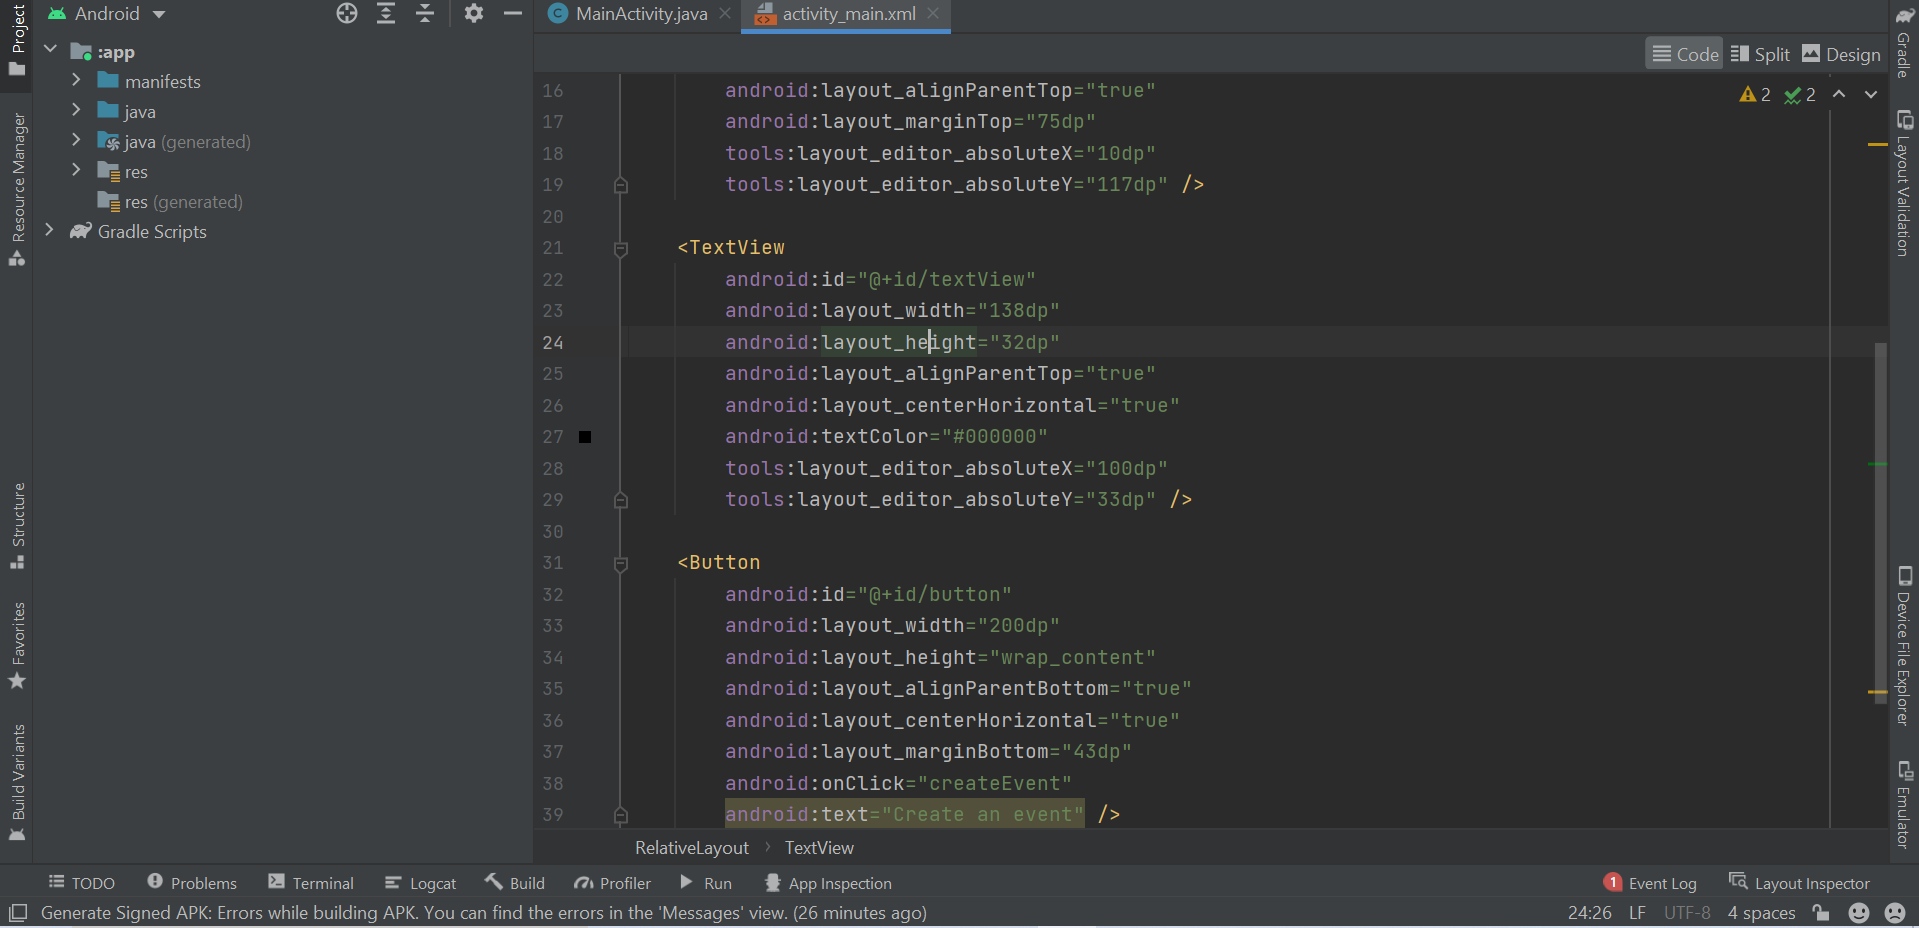 Project
Resource Manager
Structure
Favorites
Build Variants
Android
:app
manifests
java
java (generated)
res
res (generated)
Gradle Scripts
MainActivity.java
activity_main.xml
Code
Split
Design
2
2
16 android:layout_alignParentTop="true"
17 android:layout_marginTop="75dp"
18 tools:layout_editor_absoluteX="10dp"
19 tools:layout_editor_absoluteY="117dp" />
20
21 <TextView
22 android:id="@+id/textView"
23 android:layout_width="138dp"
24 android:layout_height="32dp"
25 android:layout_alignParentTop="true"
26 android:layout_centerHorizontal="true"
27 android:textColor="#000000"
28 tools:layout_editor_absoluteX="100dp"
29 tools:layout_editor_absoluteY="33dp" />
30
31 <Button
32 android:id="@+id/button"
33 android:layout_width="200dp"
34 android:layout_height="wrap_content"
35 android:layout_alignParentBottom="true"
36 android:layout_centerHorizontal="true"
37 android:layout_marginBottom="43dp"
38 android:onClick="createEvent"
39 android:text="Create an event" />
RelativeLayout TextView
Gradle
Layout Validation
Device File Explorer
Emulator
TODO Problems Terminal Logcat Build Profiler Run App Inspection 1 Event Log Layout Inspector
Generate Signed APK: Errors while building APK. You can find the errors in the 'Messages' view. (26 minutes ago) 24:26 LF UTF-8 4 spaces